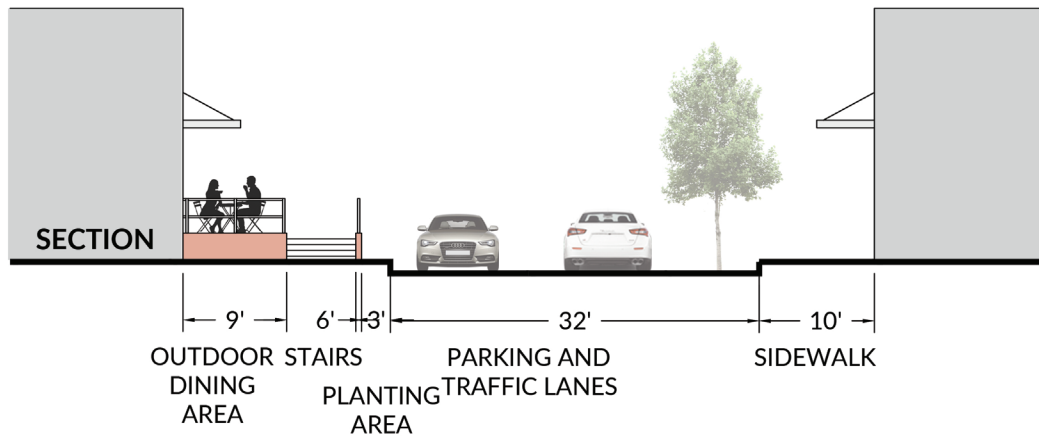 SECTION
9'
6'
3'
32'
10'
OUTDOOR
DINING
AREA
STAIRS
PLANTING
AREA
PARKING AND
TRAFFIC LANES
SIDEWALK